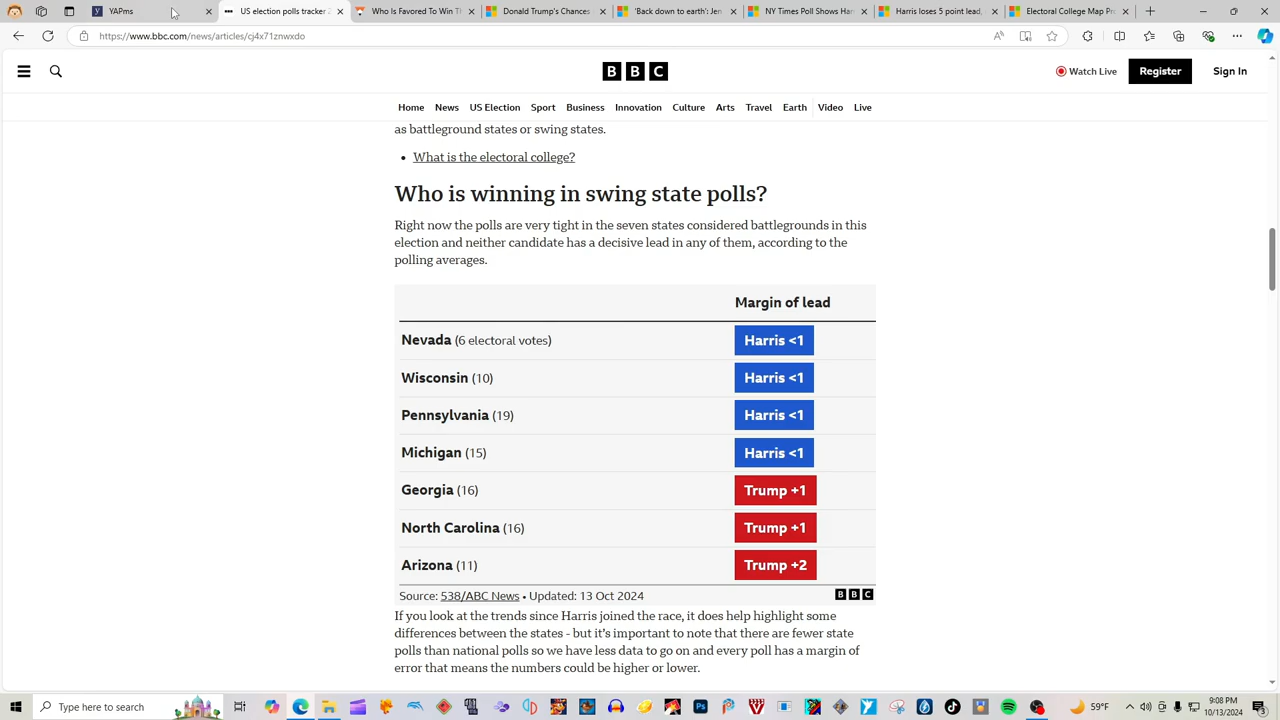 YAPms
US election polls tracker 2
Who is favored to Win T
Donald Trump's Chances
'Back down to earth': Jen
NY Times Poll Shows Har
Harris loses 5 point lead,
Electoral College Map Pr
https://www.bbc.com/news/articles/cj4x71znwxdo
BBC
Watch Live
Register
Sign In
Home News US Election Sport Business Innovation Culture Arts Travel Earth Video Live
as battleground states or swing states.
• What is the electoral college?
Who is winning in swing state polls?
Right now the polls are very tight in the seven states considered battlegrounds in this
election and neither candidate has a decisive lead in any of them, according to the
polling averages.
Margin of lead
Nevada (6 electoral votes) Harris <1
Wisconsin (10) Harris <1
Pennsylvania (19) Harris <1
Michigan (15) Harris <1
Georgia (16) Trump +1
North Carolina (16) Trump +1
Arizona (11) Trump +2
Source: 538/ABC News • Updated: 13 Oct 2024
BBC
If you look at the trends since Harris joined the race, it does help highlight some
differences between the states - but it's important to note that there are fewer state
polls than national polls so we have less data to go on and every poll has a margin of
error that means the numbers could be higher or lower.
Type here to search
59°F
9:08 PM
10/13/2024